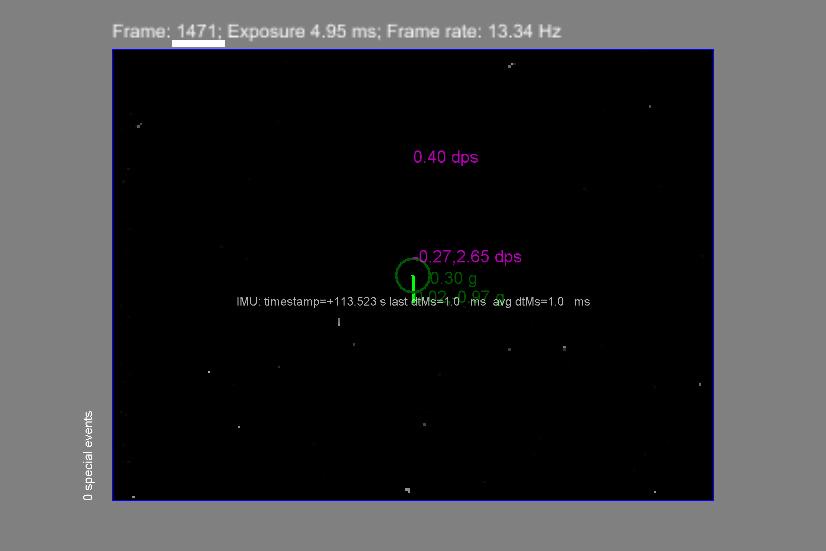 Frame: 1471; Exposure 4.95 ms; Frame rate: 13.34 Hz
0.40 dps
-0.27,2.65 dps
0.30 g
IMU: timestamp=+113.523 s last dtMs=1.0 ms avg dtMs=1.0 ms
0 special events